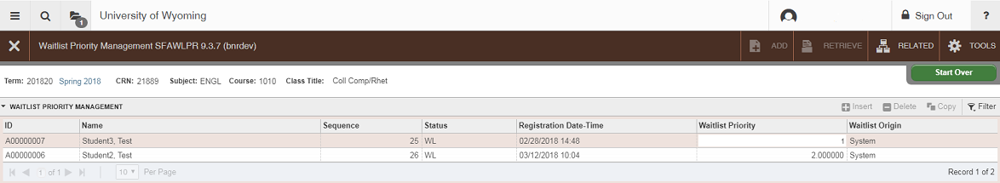 1 University of Wyoming Sign Out ?
Waitlist Priority Management SFAWLPR 9.3.7 (bnrdev) ADD RETRIEVE RELATED TOOLS
Term: 201820 Spring 2018 CRN: 21889 Subject: ENGL Course: 1010 Class Title: Coll Comp/Rhet Start Over
WAITLIST PRIORITY MANAGEMENT Insert Delete Copy Filter
ID Name Sequence Status Registration Date-Time Waitlist Priority Waitlist Origin
A00000007 Student3, Test 25 WL 02/28/2018 14:48 1 System
A00000006 Student2, Test 26 WL 03/12/2018 10:04 2.000000 System
1 of 1 10 Per Page Record 1 of 2